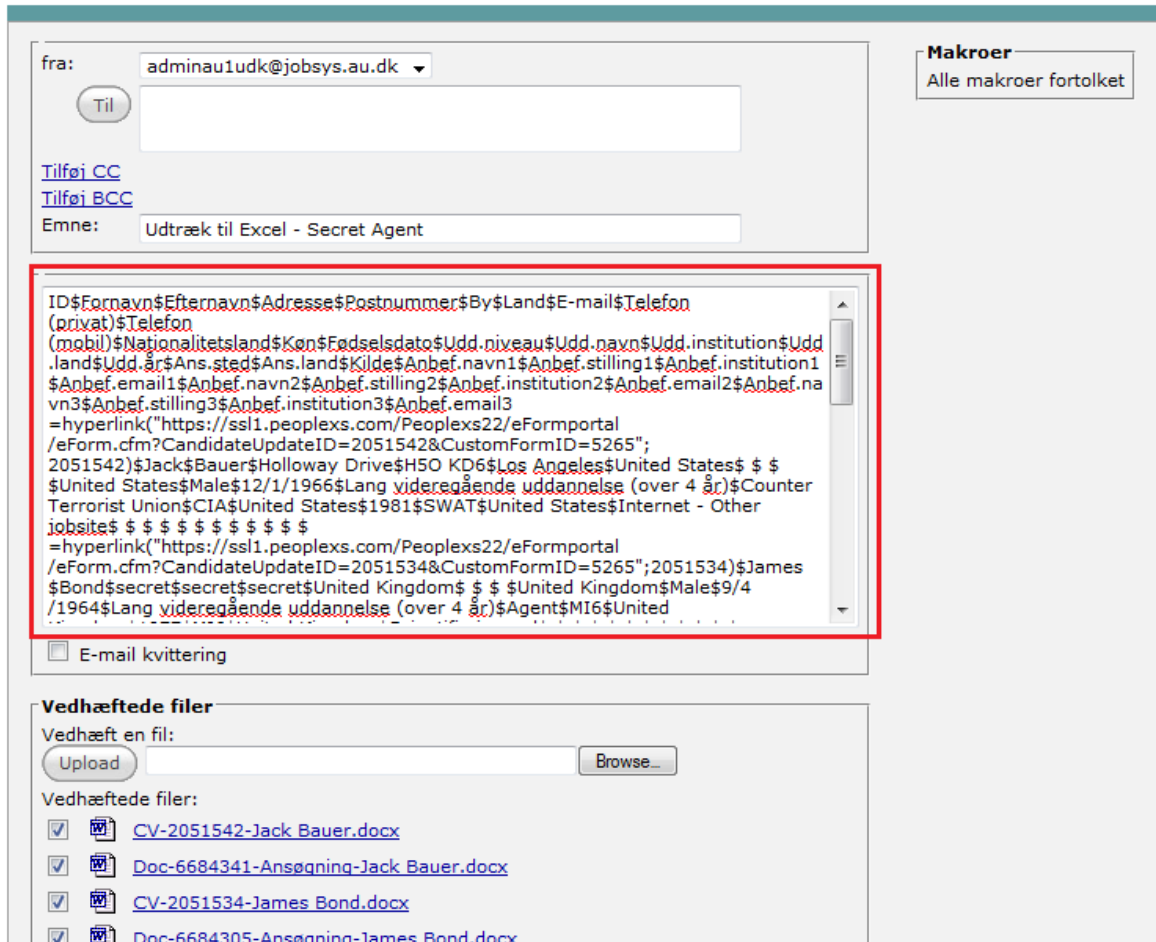 fra:
adminau1udk@jobsys.au.dk
Til
Tilføj CC
Tilføj BCC
Emne:
Udtræk til Excel - Secret Agent
Makroer
Alle makroer fortolket
ID$Fornavn$Efternavn$Adresse$Postnummer$By$Land$E-mail$Telefon
(privat)$Telefon
(mobil)$Nationalitetsland$Køn$Fødselsdato$Udd.niveau$Udd.navn$Udd.institution$Udd
.land$Udd.år$Ans.sted$Ans.land$Kilde$Anbef.navn1$Anbef.stilling1$Anbef.institution1
$Anbef.email1$Anbef.navn2$Anbef.stilling2$Anbef.institution2$Anbef.email2$Anbef.na
vn3$Anbef.stilling3$Anbef.institution3$Anbef.email3
=hyperlink("https://ssl1.peoplexs.com/Peoplexs22/eFormportal
/eForm.cfm?CandidateUpdateID=2051542&CustomFormID=5265";
2051542)$Jack$Bauer$Holloway Drive$H5O KD6$Los Angeles$United States$ $ $
$United States$Male$12/1/1966$Lang videregående uddannelse (over 4 år)$Counter
Terrorist Union$CIA$United States$1981$SWAT$United States$Internet - Other
jobsite$ $ $ $ $ $ $ $ $ $ $ $
=hyperlink("https://ssl1.peoplexs.com/Peoplexs22/eFormportal
/eForm.cfm?CandidateUpdateID=2051534&CustomFormID=5265";2051534)$James
$Bond$secret$secret$secret$United Kingdom$ $ $ $United Kingdom$Male$9/4
/1964$Lang videregående uddannelse (over 4 år)$Agent$MI6$United
E-mail kvittering
Vedhæftede filer
Vedhæft en fil:
Upload
Browse...
Vedhæftede filer:
CV-2051542-Jack Bauer.docx
Doc-6684341-Ansøgning-Jack Bauer.docx
CV-2051534-James Bond.docx
Doc-6684305-Ansøgning-James Bond.docx